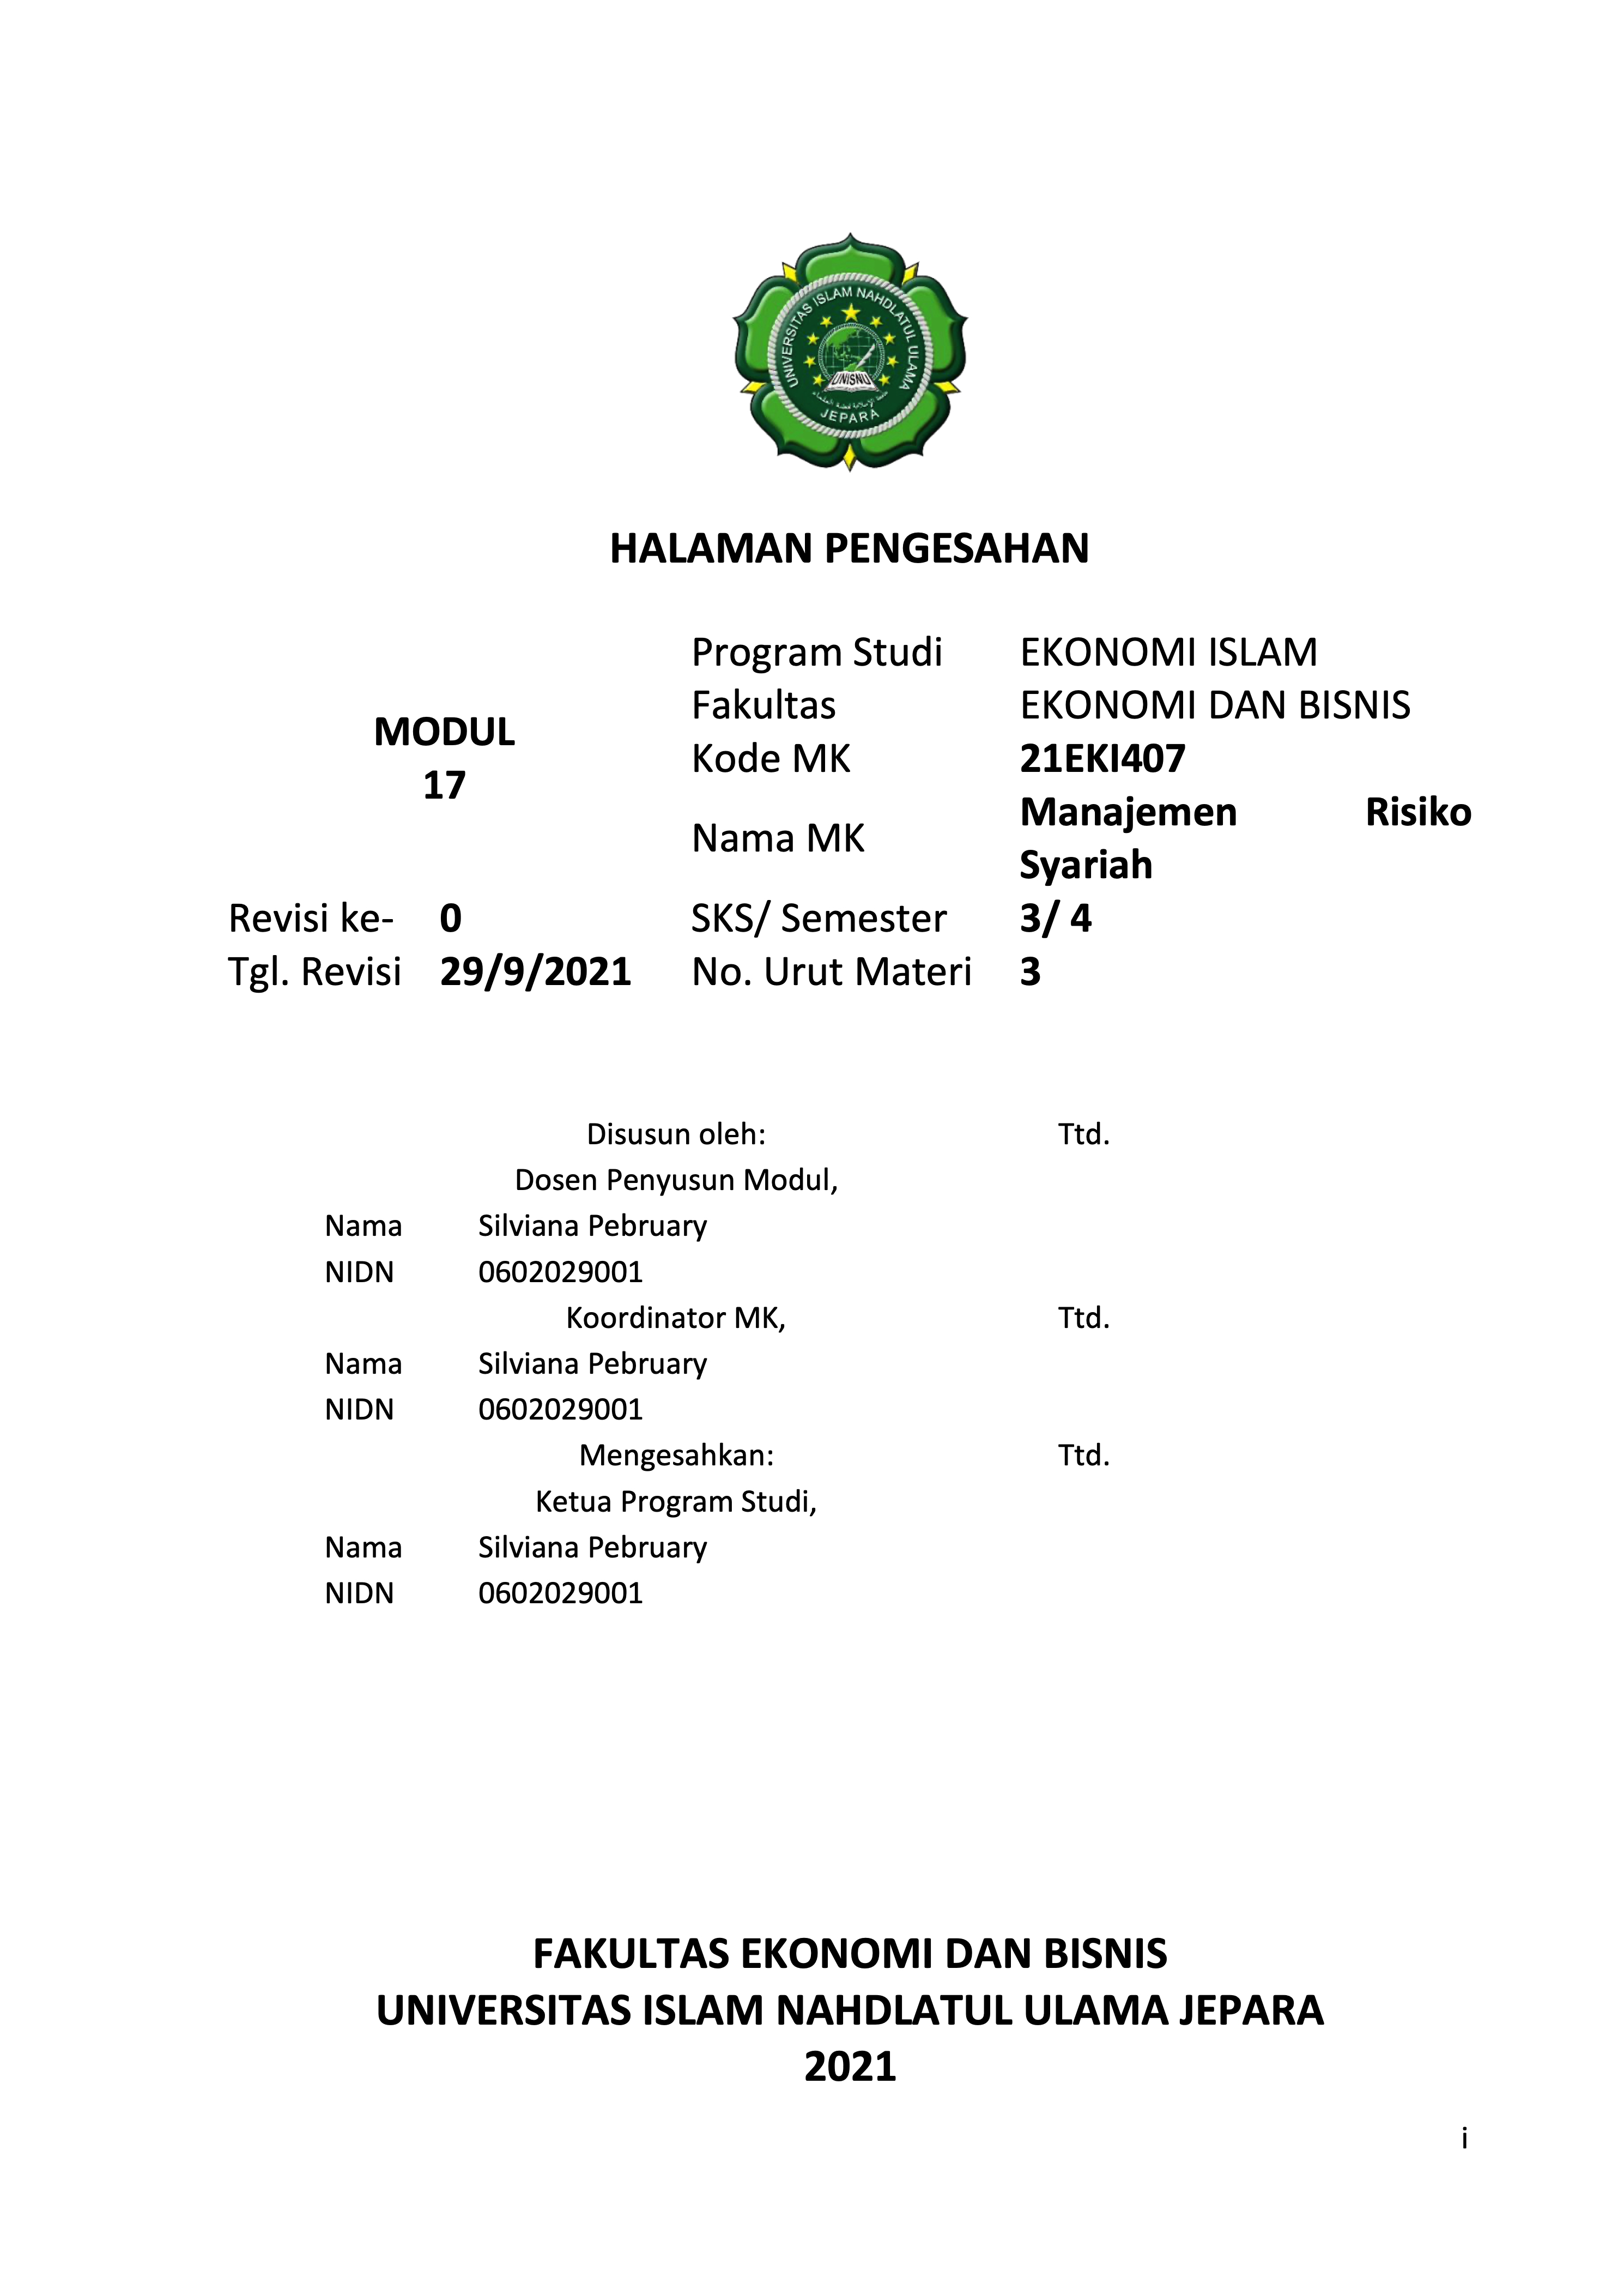 UNIVERSITAS ISLAM NAHDLATUL ULAMA
UNISNU
JEPARA
HALAMAN PENGESAHAN
MODUL
17
Program Studi EKONOMI ISLAM
Fakultas EKONOMI DAN BISNIS
Kode MK 21EKI407
Nama MK Manajemen Risiko
Syariah
Revisi ke- 0 SKS/ Semester 3/ 4
Tgl. Revisi 29/9/2021 No. Urut Materi 3
Disusun oleh: Ttd.
Dosen Penyusun Modul,
Nama Silviana Pebruary
NIDN 0602029001
Koordinator MK, Ttd.
Nama Silviana Pebruary
NIDN 0602029001
Mengesahkan: Ttd.
Ketua Program Studi,
Nama Silviana Pebruary
NIDN 0602029001
FAKULTAS EKONOMI DAN BISNIS
UNIVERSITAS ISLAM NAHDLATUL ULAMA JEPARA
2021
i